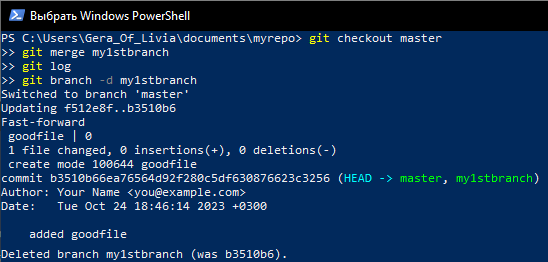 Выбрать Windows PowerShell
PS C:\Users\Gera_Of_Livia\documents\myrepo> git checkout master
>> git merge my1stbranch
>> git log
>> git branch -d my1stbranch
Switched to branch 'master'
Updating f512e8f..b3510b6
Fast-forward
 goodfile | 0
 1 file changed, 0 insertions(+), 0 deletions(-)
 create mode 100644 goodfile
commit b3510b66ea76564d92f280c5df630876623c3256 (HEAD -> master, my1stbranch)
Author: Your Name <you@example.com>
Date:   Tue Oct 24 18:46:14 2023 +0300
    added goodfile
Deleted branch my1stbranch (was b3510b6).